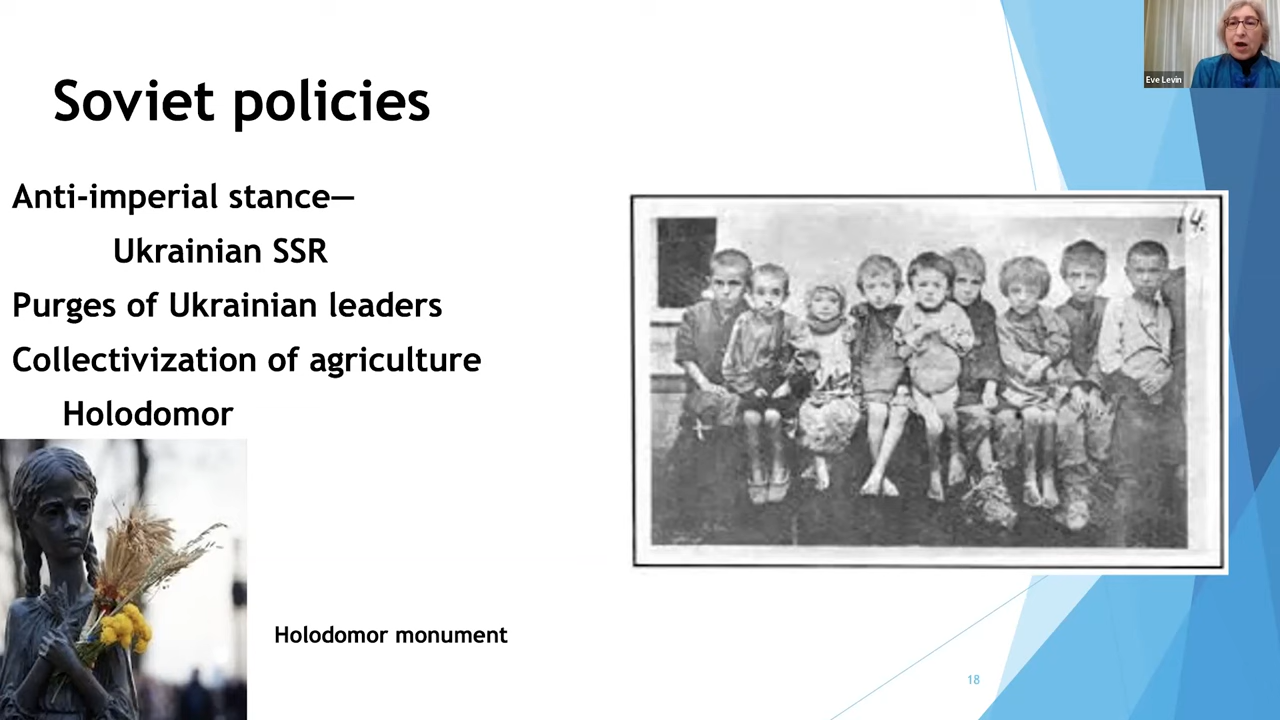 Eve Levin
Soviet policies
Anti-imperial stance—
Ukrainian SSR
Purges of Ukrainian leaders
Collectivization of agriculture
Holodomor
14.
Holodomor monument
18